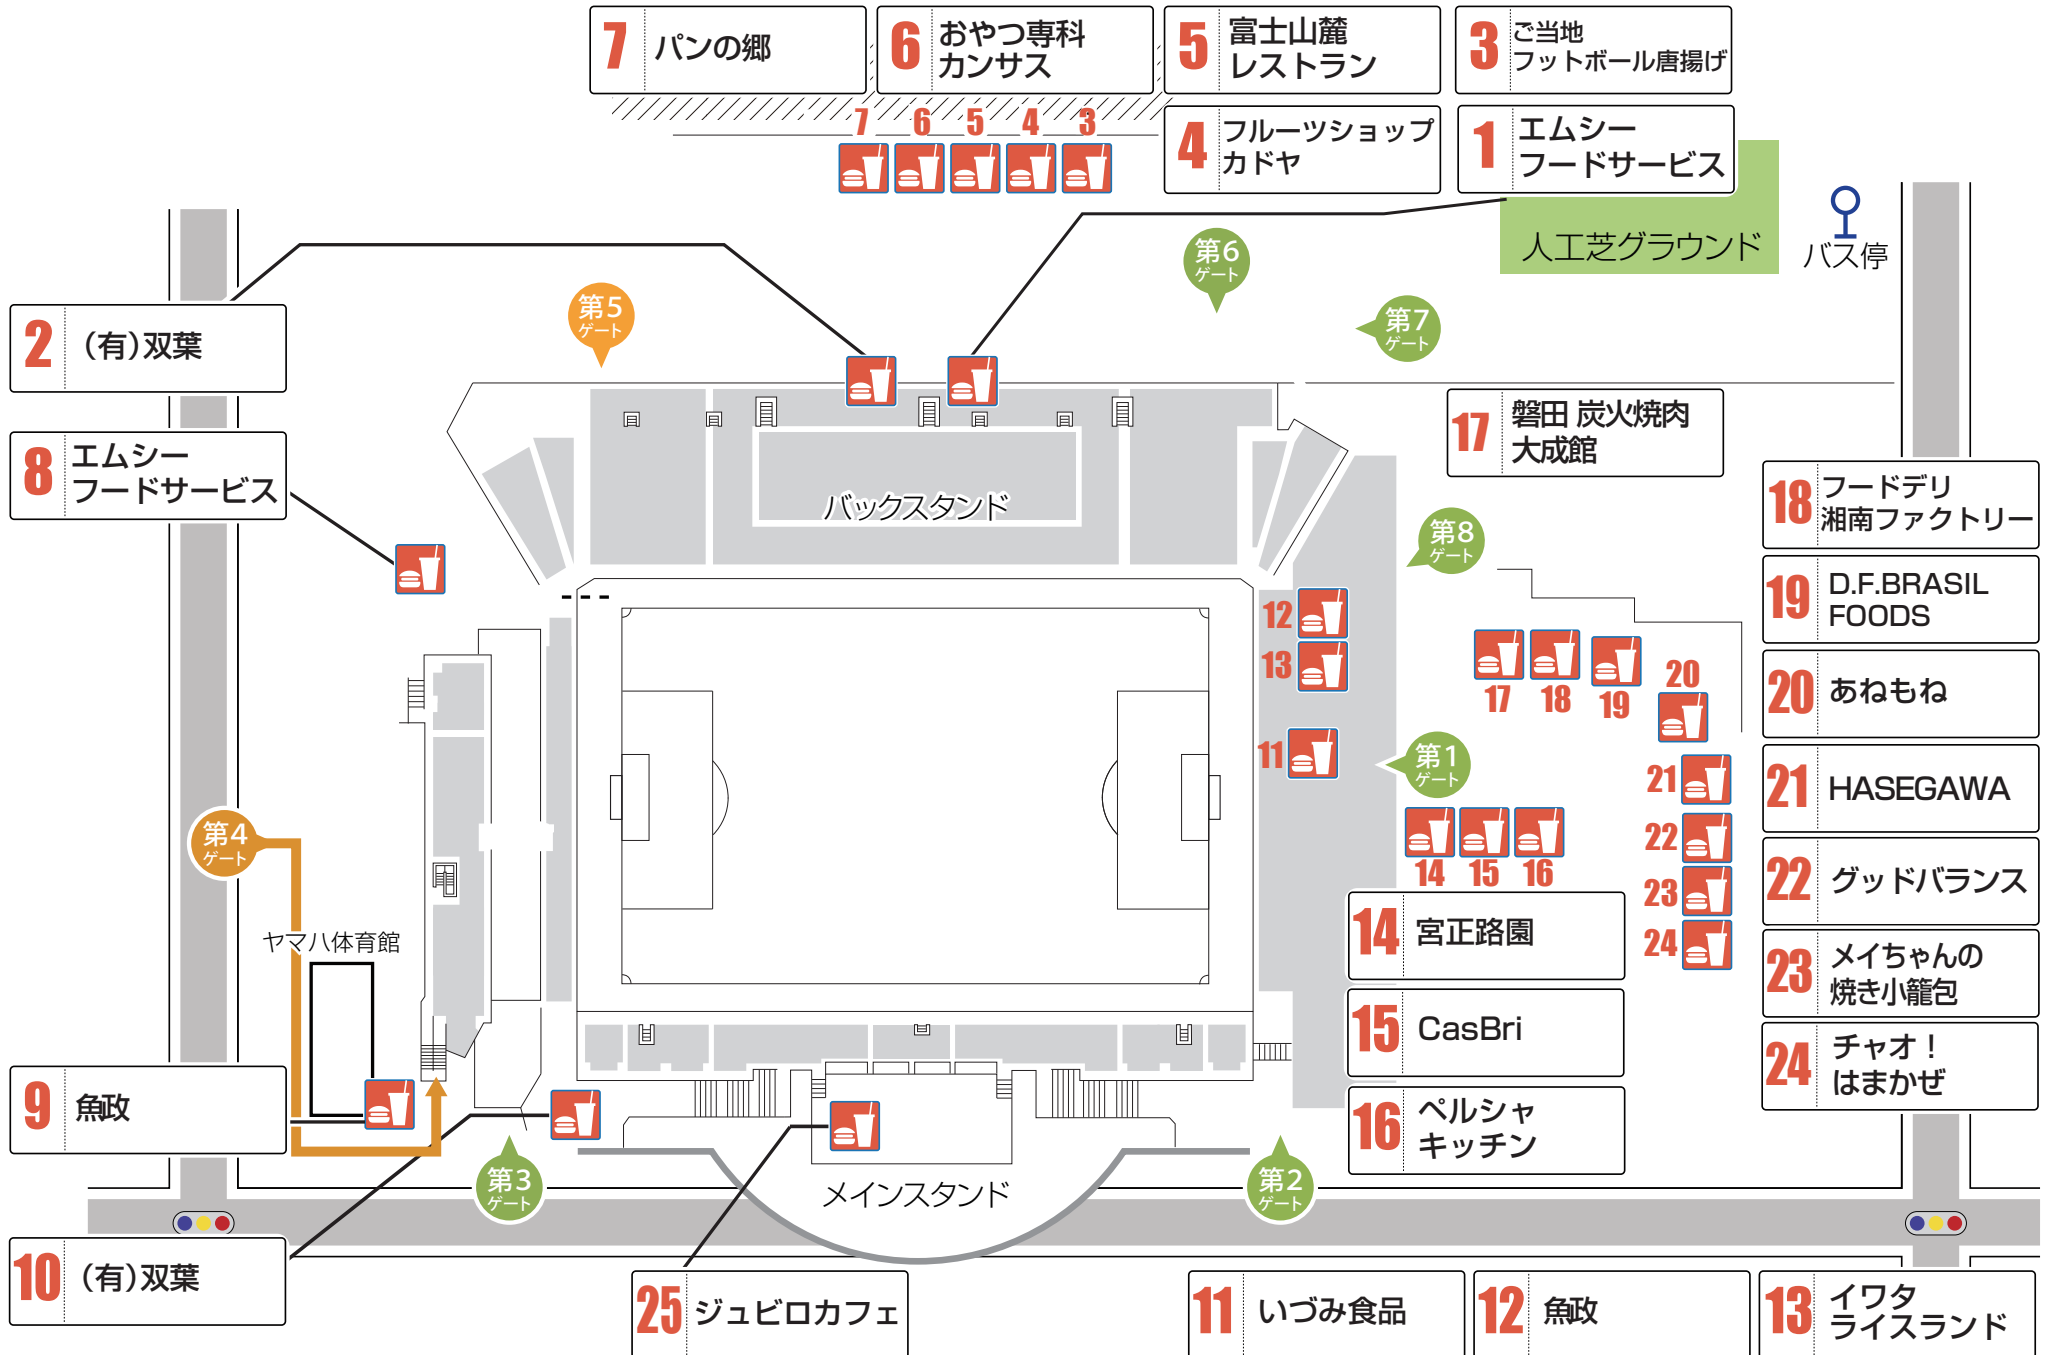 7 パンの郷
6 おやつ専科
カンサス
5 富士山麓
レストラン
3 ご当地
フットボール唐揚げ
4 フルーツショップ
カドヤ
1 エムシー
フードサービス
7 6 5 4 3
人工芝グラウンド
バス停
第6
ゲート
第5
ゲート
第7
ゲート
2 (有)双葉
8 エムシー
フードサービス
17 磐田 炭火焼肉
大成館
バックスタンド
第8
ゲート
18 フードデリ
湘南ファクトリー
19 D.F.BRASIL
FOODS
20 あねもね
21 HASEGAWA
22 グッドバランス
23 メイちゃんの
焼き小籠包
24 チャオ！
はまかぜ
12
13
11
17 18 19 20
21
22
23
24
第1
ゲート
14 15 16
14 宮正路園
15 CasBri
16 ペルシャ
キッチン
第4
ゲート
ヤマハ体育館
9 魚政
第3
ゲート
メインスタンド
第2
ゲート
10 (有)双葉
25 ジュビロカフェ
11 いづみ食品
12 魚政
13 イワタ
ライスランド